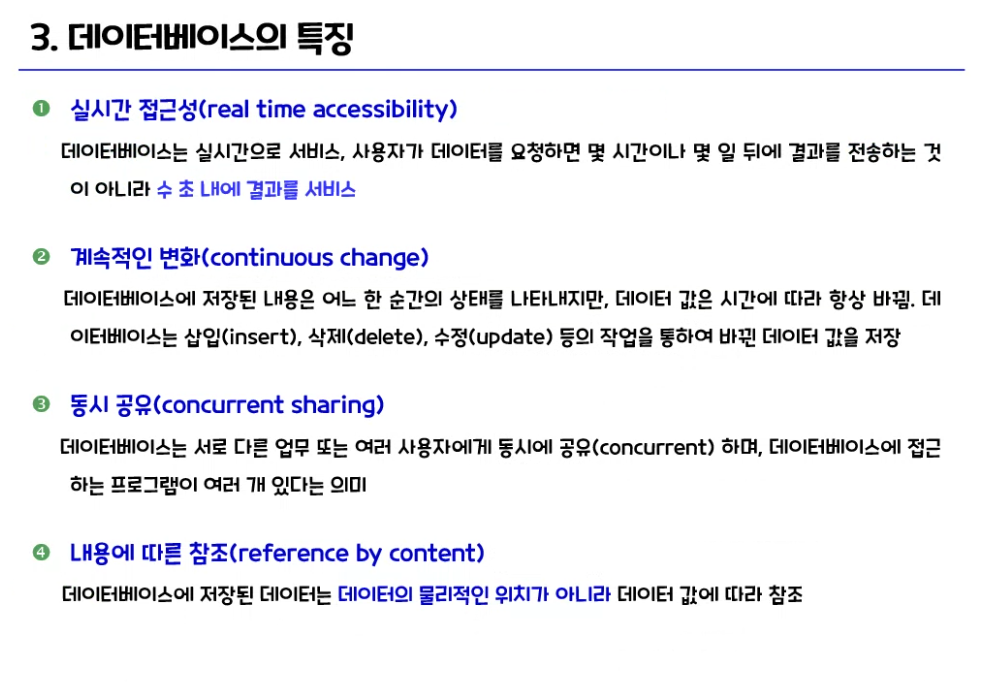 3. 데이터베이스의 특징
❶ 실시간 접근성(real time accessibility)
데이터베이스는 실시간으로 서비스, 사용자가 데이터를 요청하면 몇 시간이나 몇 일 뒤에 결과를 전송하는 것
이 아니라 수 초 내에 결과를 서비스
❷ 계속적인 변화(continuous change)
데이터베이스에 저장된 내용은 어느 한 순간의 상태를 나타내지만, 데이터 값은 시간에 따라 항상 바뀜. 데
이터베이스는 삽입(insert), 삭제(delete), 수정(update) 등의 작업을 통하여 바뀐 데이터 값을 저장
❸ 동시 공유(concurrent sharing)
데이터베이스는 서로 다른 업무 또는 여러 사용자에게 동시에 공유(concurrent) 하며, 데이터베이스에 접근
하는 프로그램이 여러 개 있다는 의미
❹ 내용에 따른 참조(reference by content)
데이터베이스에 저장된 데이터는 데이터의 물리적인 위치가 아니라 데이터 값에 따라 참조